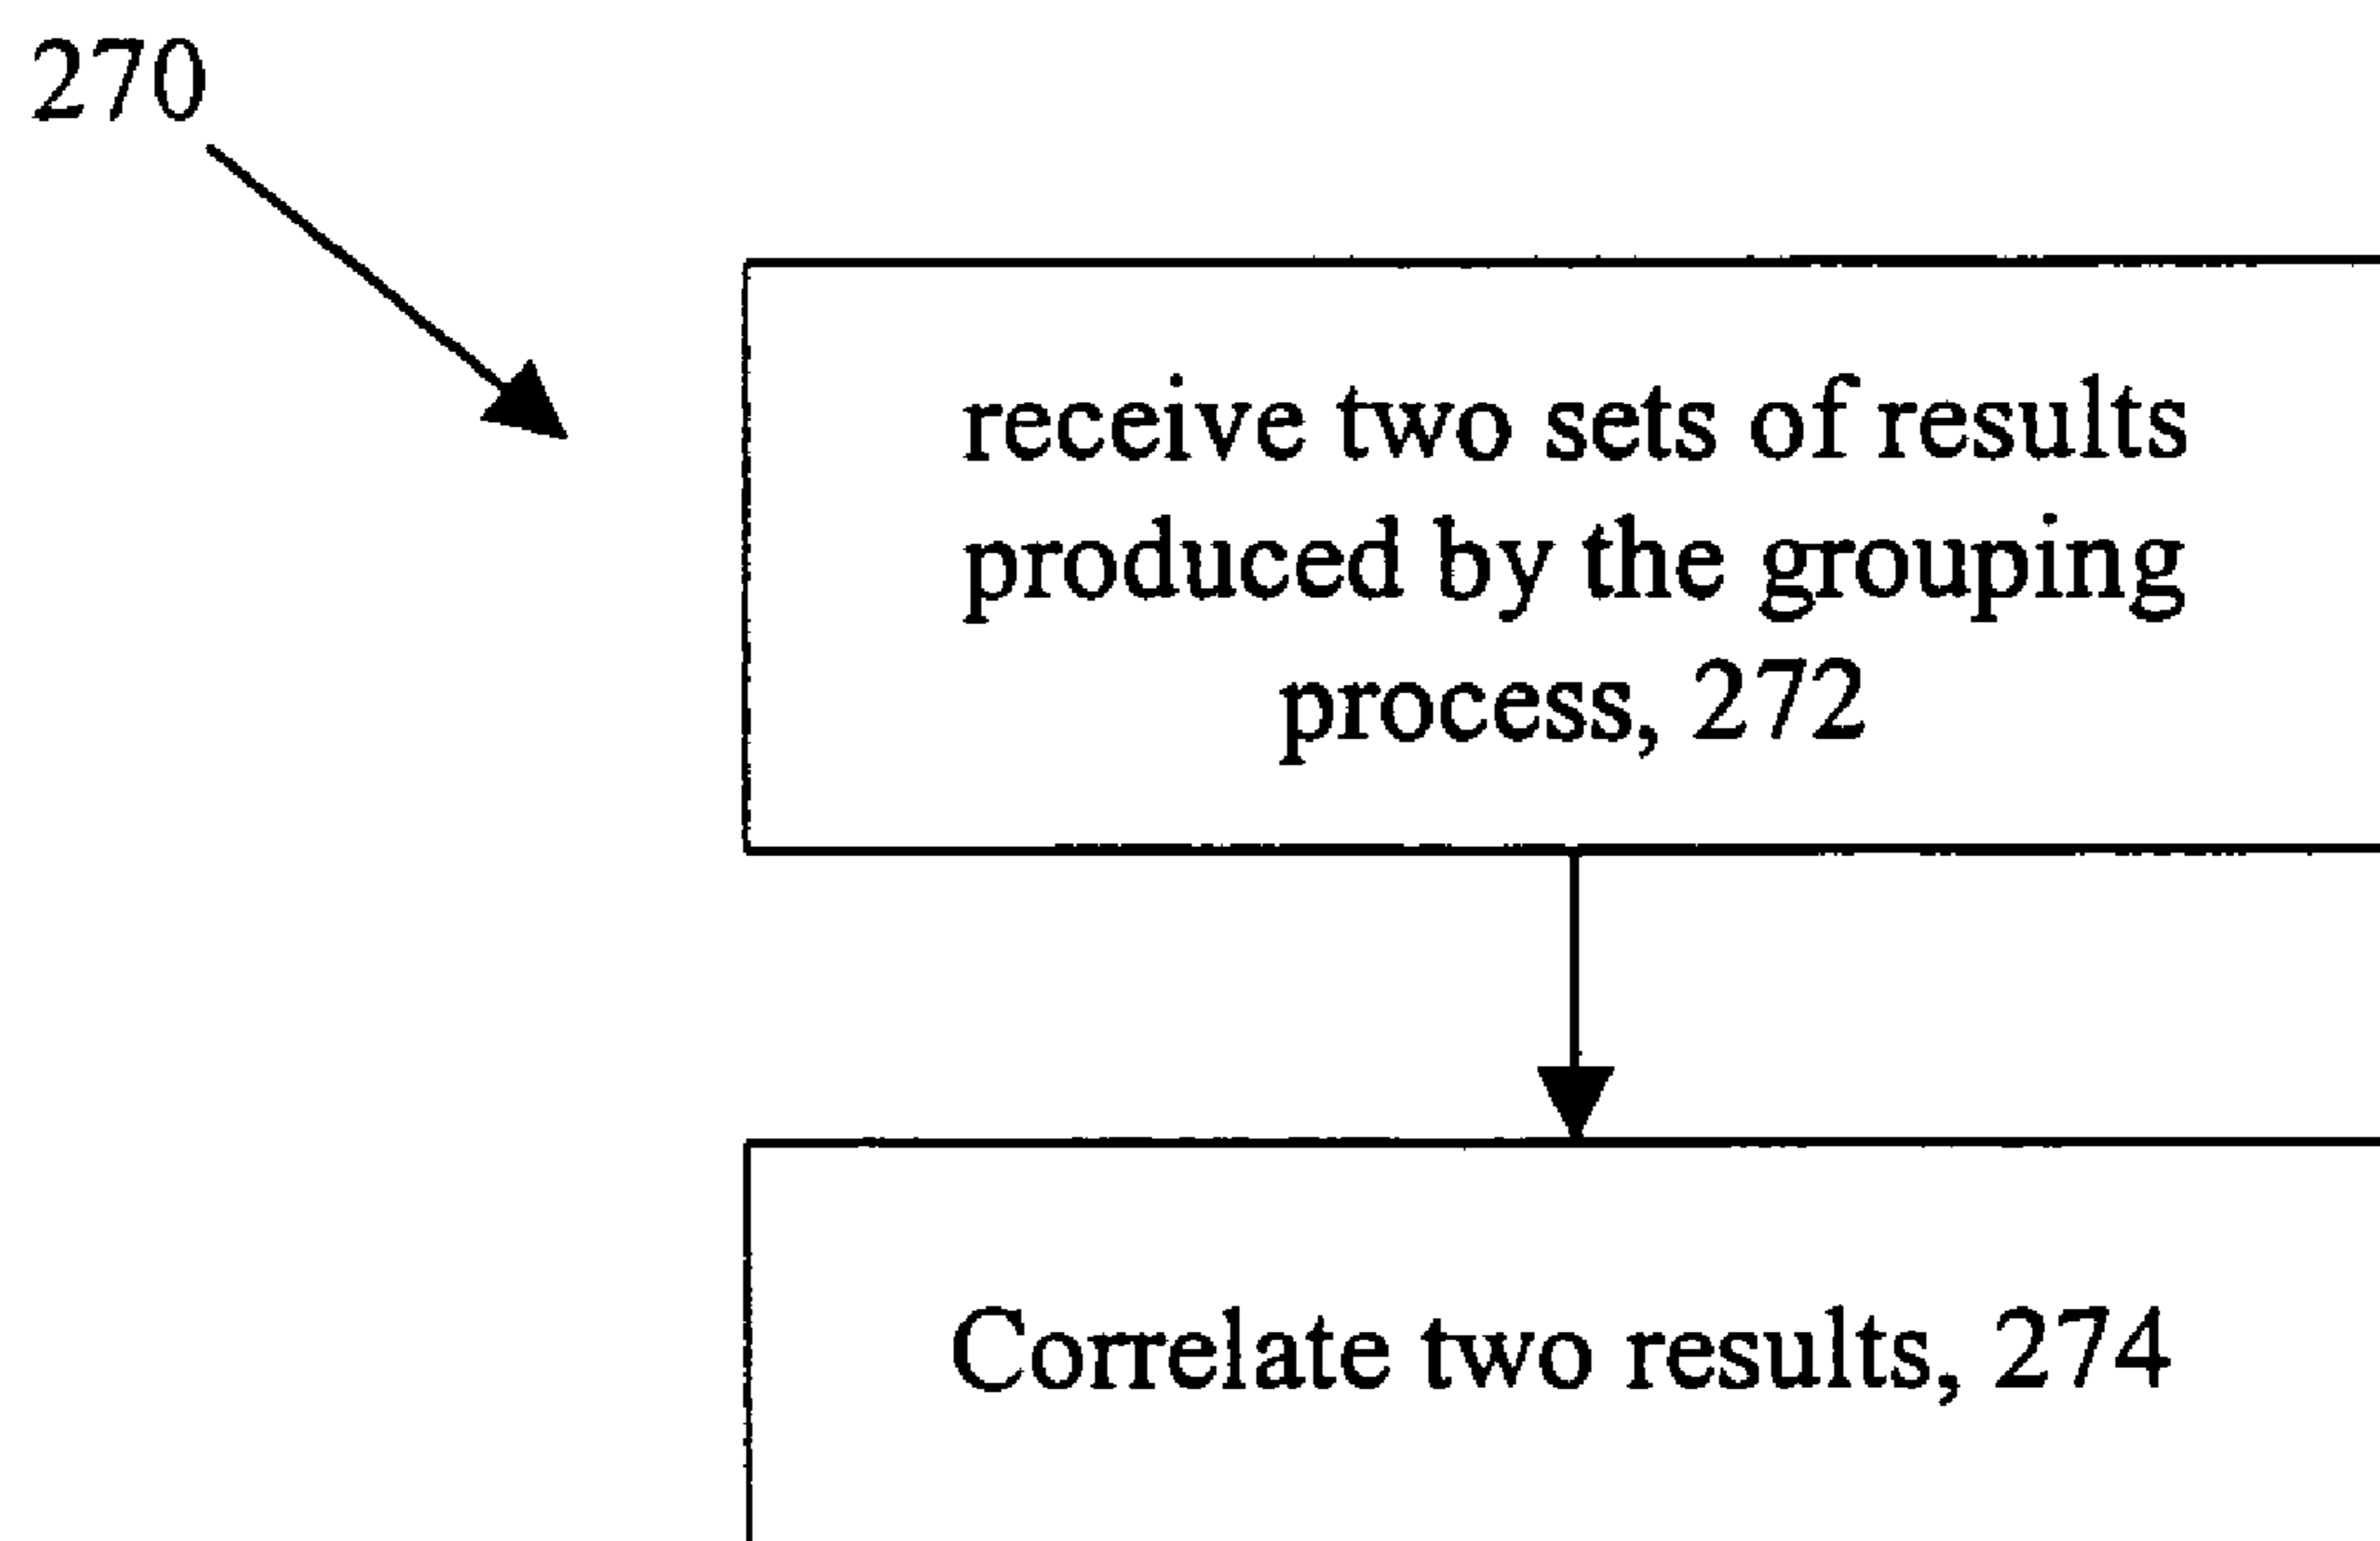 270
receive two sets of results
produced by the grouping
process, 272
Correlate two results, 274